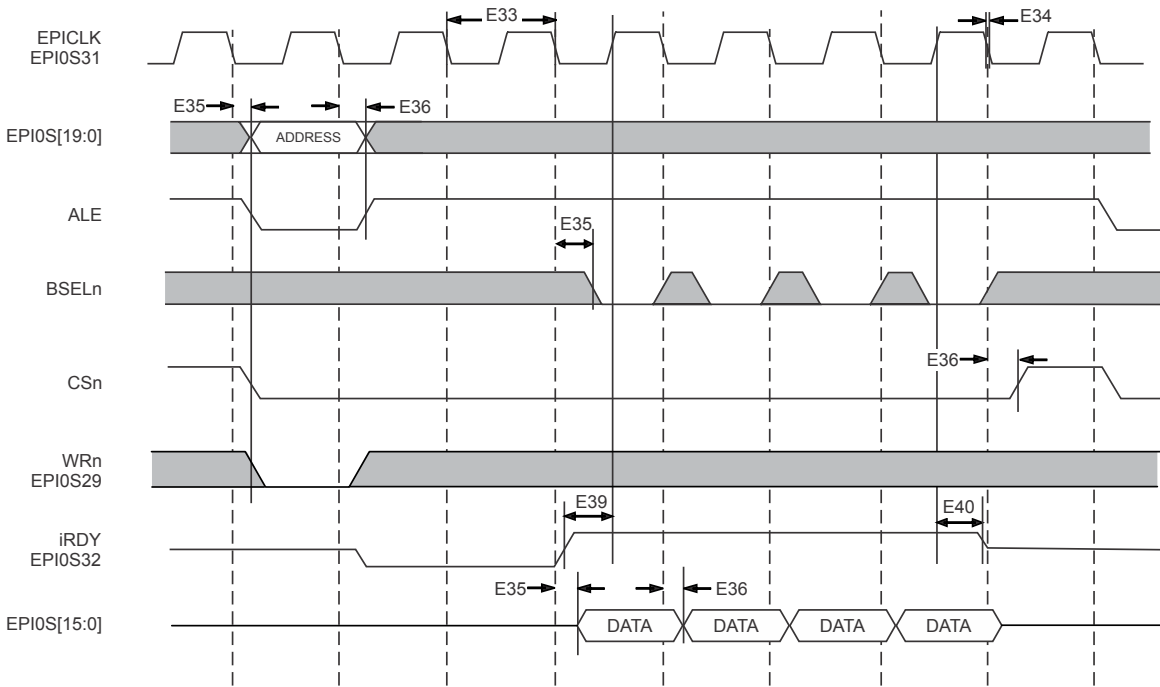 E33
E34
EPICLK
EPI0S31
E35
E36
EPI0S[19:0]
ADDRESS
ALE
E35
BSELn
E36
CSn
WRn
EPI0S29
E39
E40
iRDY
EPI0S32
E35
E36
EPI0S[15:0]
DATA
DATA
DATA
DATA